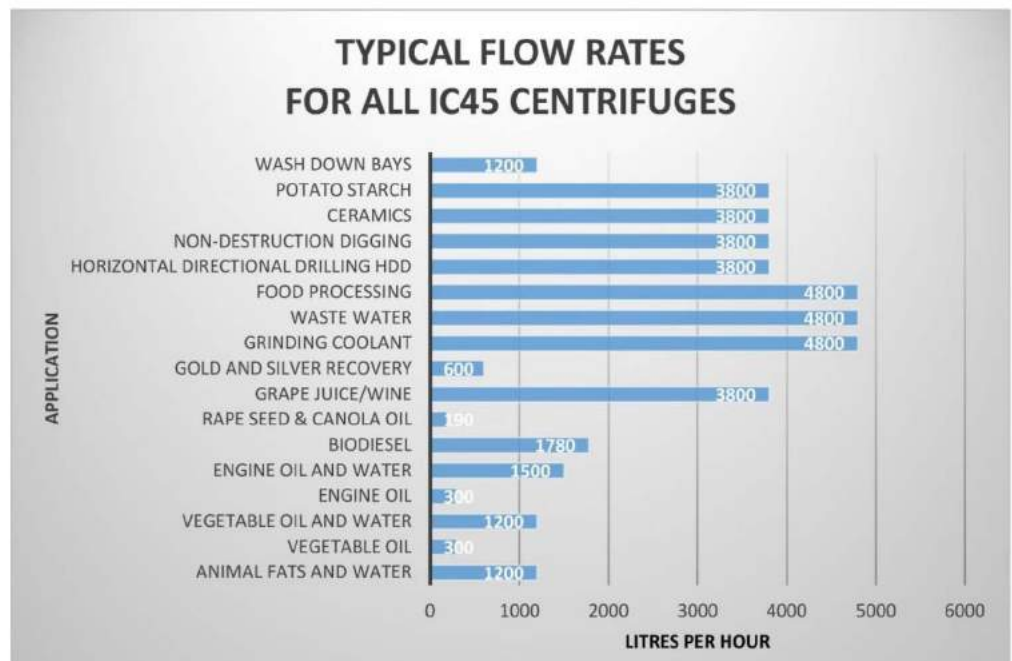 TYPICAL FLOW RATES
FOR ALL IC45 CENTRIFUGES
APPLICATION
WASH DOWN BAYS 1200
POTATO STARCH 3800
CERAMICS 3800
NON-DESTRUCTION DIGGING 3800
HORIZONTAL DIRECTIONAL DRILLING HDD 3800
FOOD PROCESSING 4800
WASTE WATER 4800
GRINDING COOLANT 4800
GOLD AND SILVER RECOVERY 600
GRAPE JUICE/WINE 3800
RAPE SEED & CANOLA OIL 190
BIODIESEL 1780
ENGINE OIL AND WATER 1500
ENGINE OIL 300
VEGETABLE OIL AND WATER 1200
VEGETABLE OIL 300
ANIMAL FATS AND WATER 1200
0 1000 2000 3000 4000 5000 6000
LITRES PER HOUR